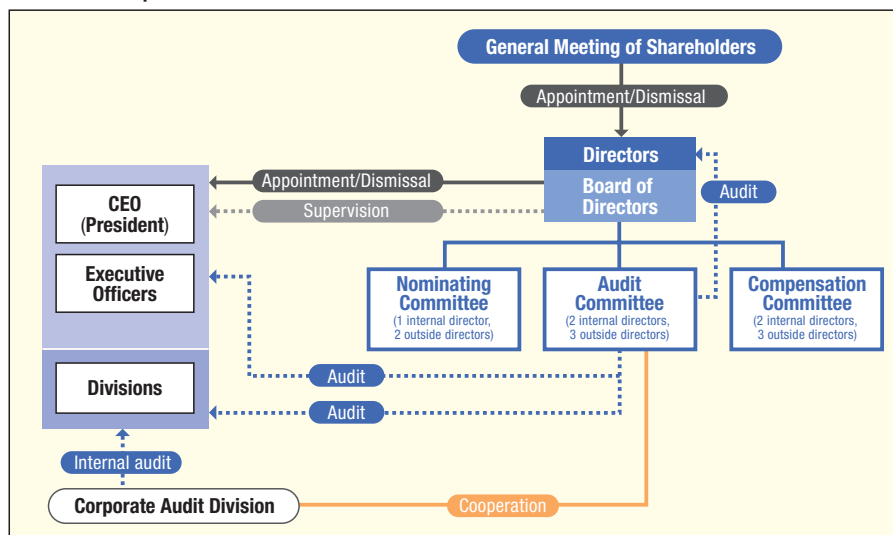 General Meeting of Shareholders
Appointment/Dismissal
Directors
Board of
Directors
Audit
Appointment/Dismissal
Supervision
CEO
(President)
Executive
Officers
Divisions
Nominating
Committee
(1 internal director,
2 outside directors)
Audit
Committee
(2 internal directors,
3 outside directors)
Compensation
Committee
(2 internal directors,
3 outside directors)
Audit
Audit
Internal audit
Corporate Audit Division
Cooperation